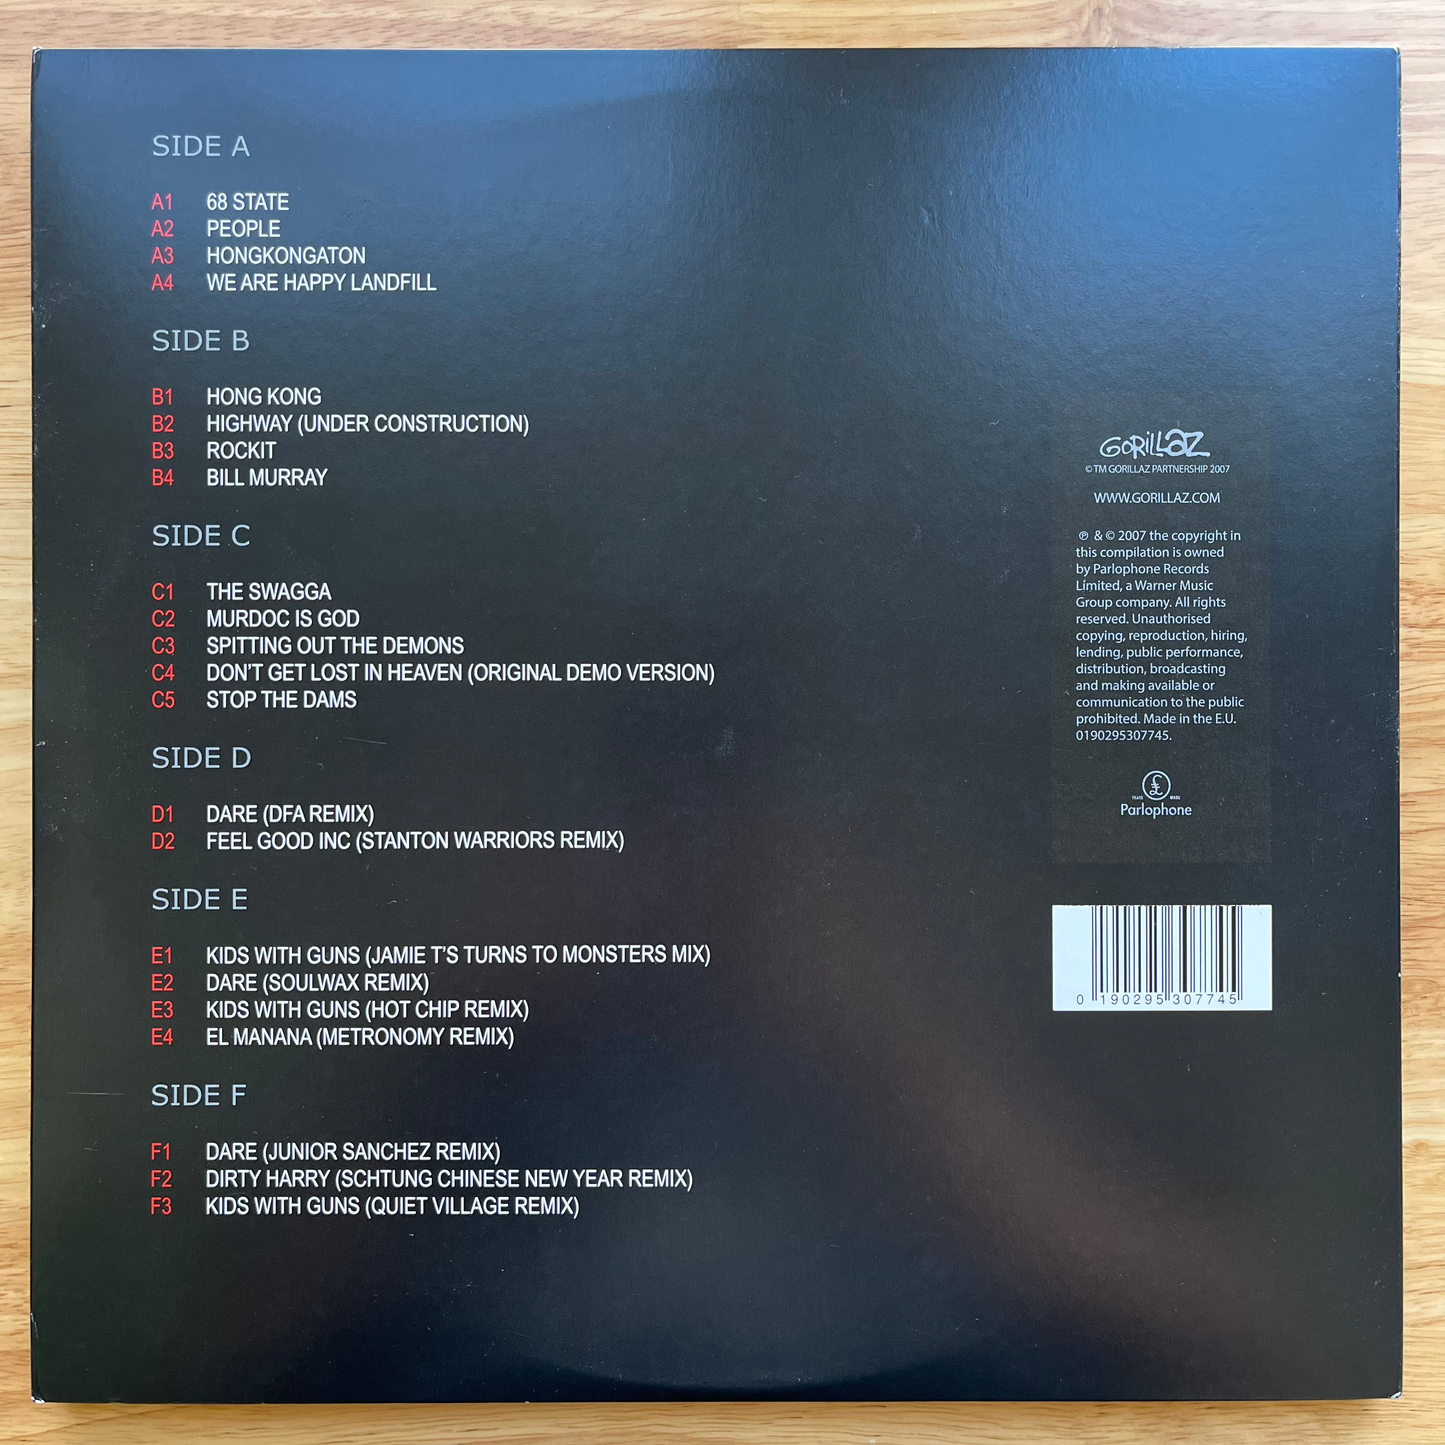 SIDE A
A1 68 STATE
A2 PEOPLE
A3 HONGKONGATON
A4 WE ARE HAPPY LANDFILL
SIDE B
B1 HONG KONG
B2 HIGHWAY (UNDER CONSTRUCTION)
B3 ROCKIT
B4 BILL MURRAY
SIDE C
C1 THE SWAGGA
C2 MURDOC IS GOD
C3 SPITTING OUT THE DEMONS
C4 DON'T GET LOST IN HEAVEN (ORIGINAL DEMO VERSION)
C5 STOP THE DAMS
SIDE D
D1 DARE (DFA REMIX)
D2 FEEL GOOD INC (STANTON WARRIORS REMIX)
SIDE E
E1 KIDS WITH GUNS (JAMIE T'S TURNS TO MONSTERS MIX)
E2 DARE (SOULWAX REMIX)
E3 KIDS WITH GUNS (HOT CHIP REMIX)
E4 EL MANANA (METRONOMY REMIX)
SIDE F
F1 DARE (JUNIOR SANCHEZ REMIX)
F2 DIRTY HARRY (SCHTUNG CHINESE NEW YEAR REMIX)
F3 KIDS WITH GUNS (QUIET VILLAGE REMIX)
GORILLAZ
© TM GORILLAZ PARTNERSHIP 2007
WWW.GORILLAZ.COM
℗ & © 2007 the copyright in
this compilation is owned
by Parlophone Records
Limited, a Warner Music
Group company. All rights
reserved. Unauthorised
copying, reproduction, hiring,
lending, public performance,
distribution, broadcasting
and making available or
communication to the public
prohibited. Made in the E.U.
0190295307745.
£
TRADE MARK
Parlophone
0 190295 307745